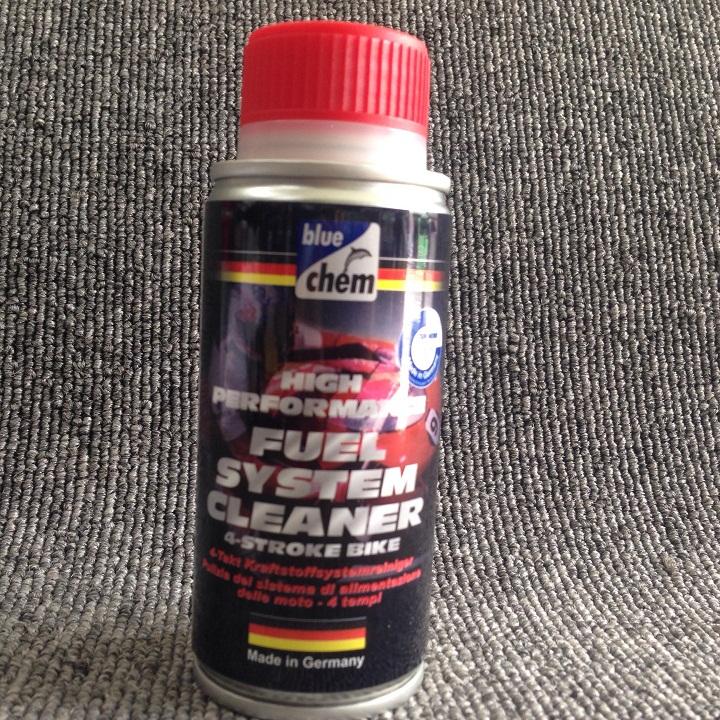 blue
chem
HIGH
PERFORMANCE
FUEL
SYSTEM
CLEANER
4-STROKE BIKE
4-Takt Kraftstoffsystemreiniger
Pulizia del sistema di alimentazione
delle moto - 4 tempi
Made in Germany